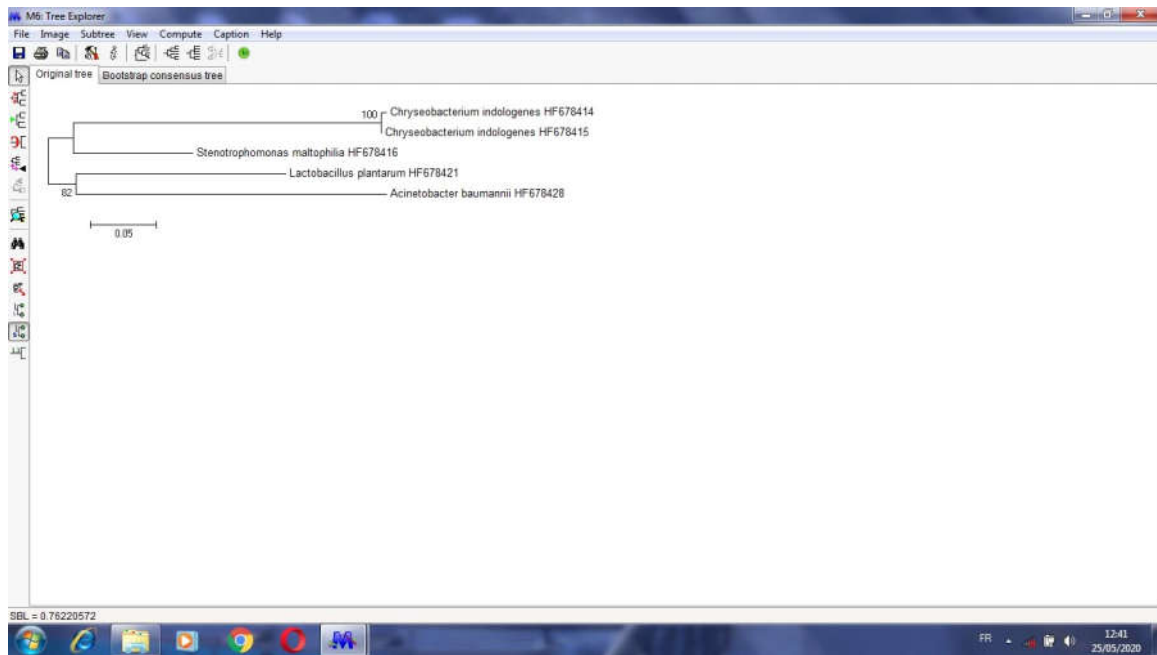 M6: Tree Explorer
File Image Subtree View Compute Caption Help
Original tree Bootstrap consensus tree
100 Chryseobacterium indologenes HF678414
Chryseobacterium indologenes HF678415
Stenotrophomonas maltophilia HF678416
Lactobacillus plantarum HF678421
82
Acinetobacter baumannii HF678428
0.05
SBL = 0.76220572
FR
12:41
25/05/2020